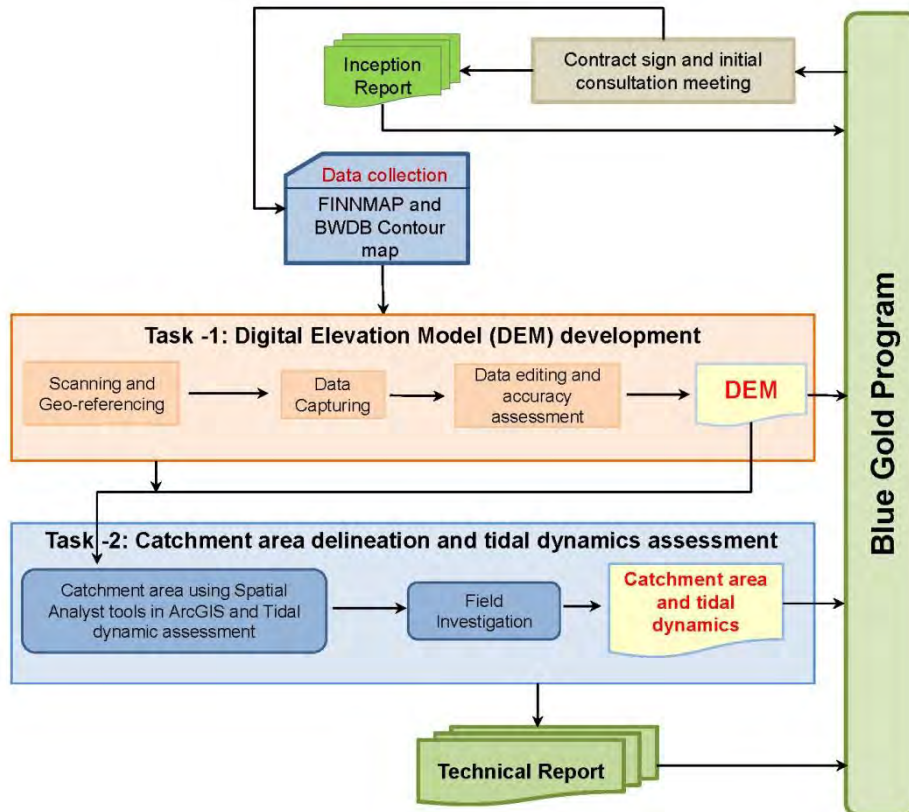 Contract sign and initial
consultation meeting
Inception
Report
Data collection
FINNMAP and
BWDB Contour
map
Task -1: Digital Elevation Model (DEM) development
Scanning and
Geo-referencing
Data
Capturing
Data editing and
accuracy
assessment
DEM
Task -2: Catchment area delineation and tidal dynamics assessment
Catchment area using Spatial
Analyst tools in ArcGIS and Tidal
dynamic assessment
Field
Investigation
Catchment area
and tidal
dynamics
Technical Report
Blue Gold Program